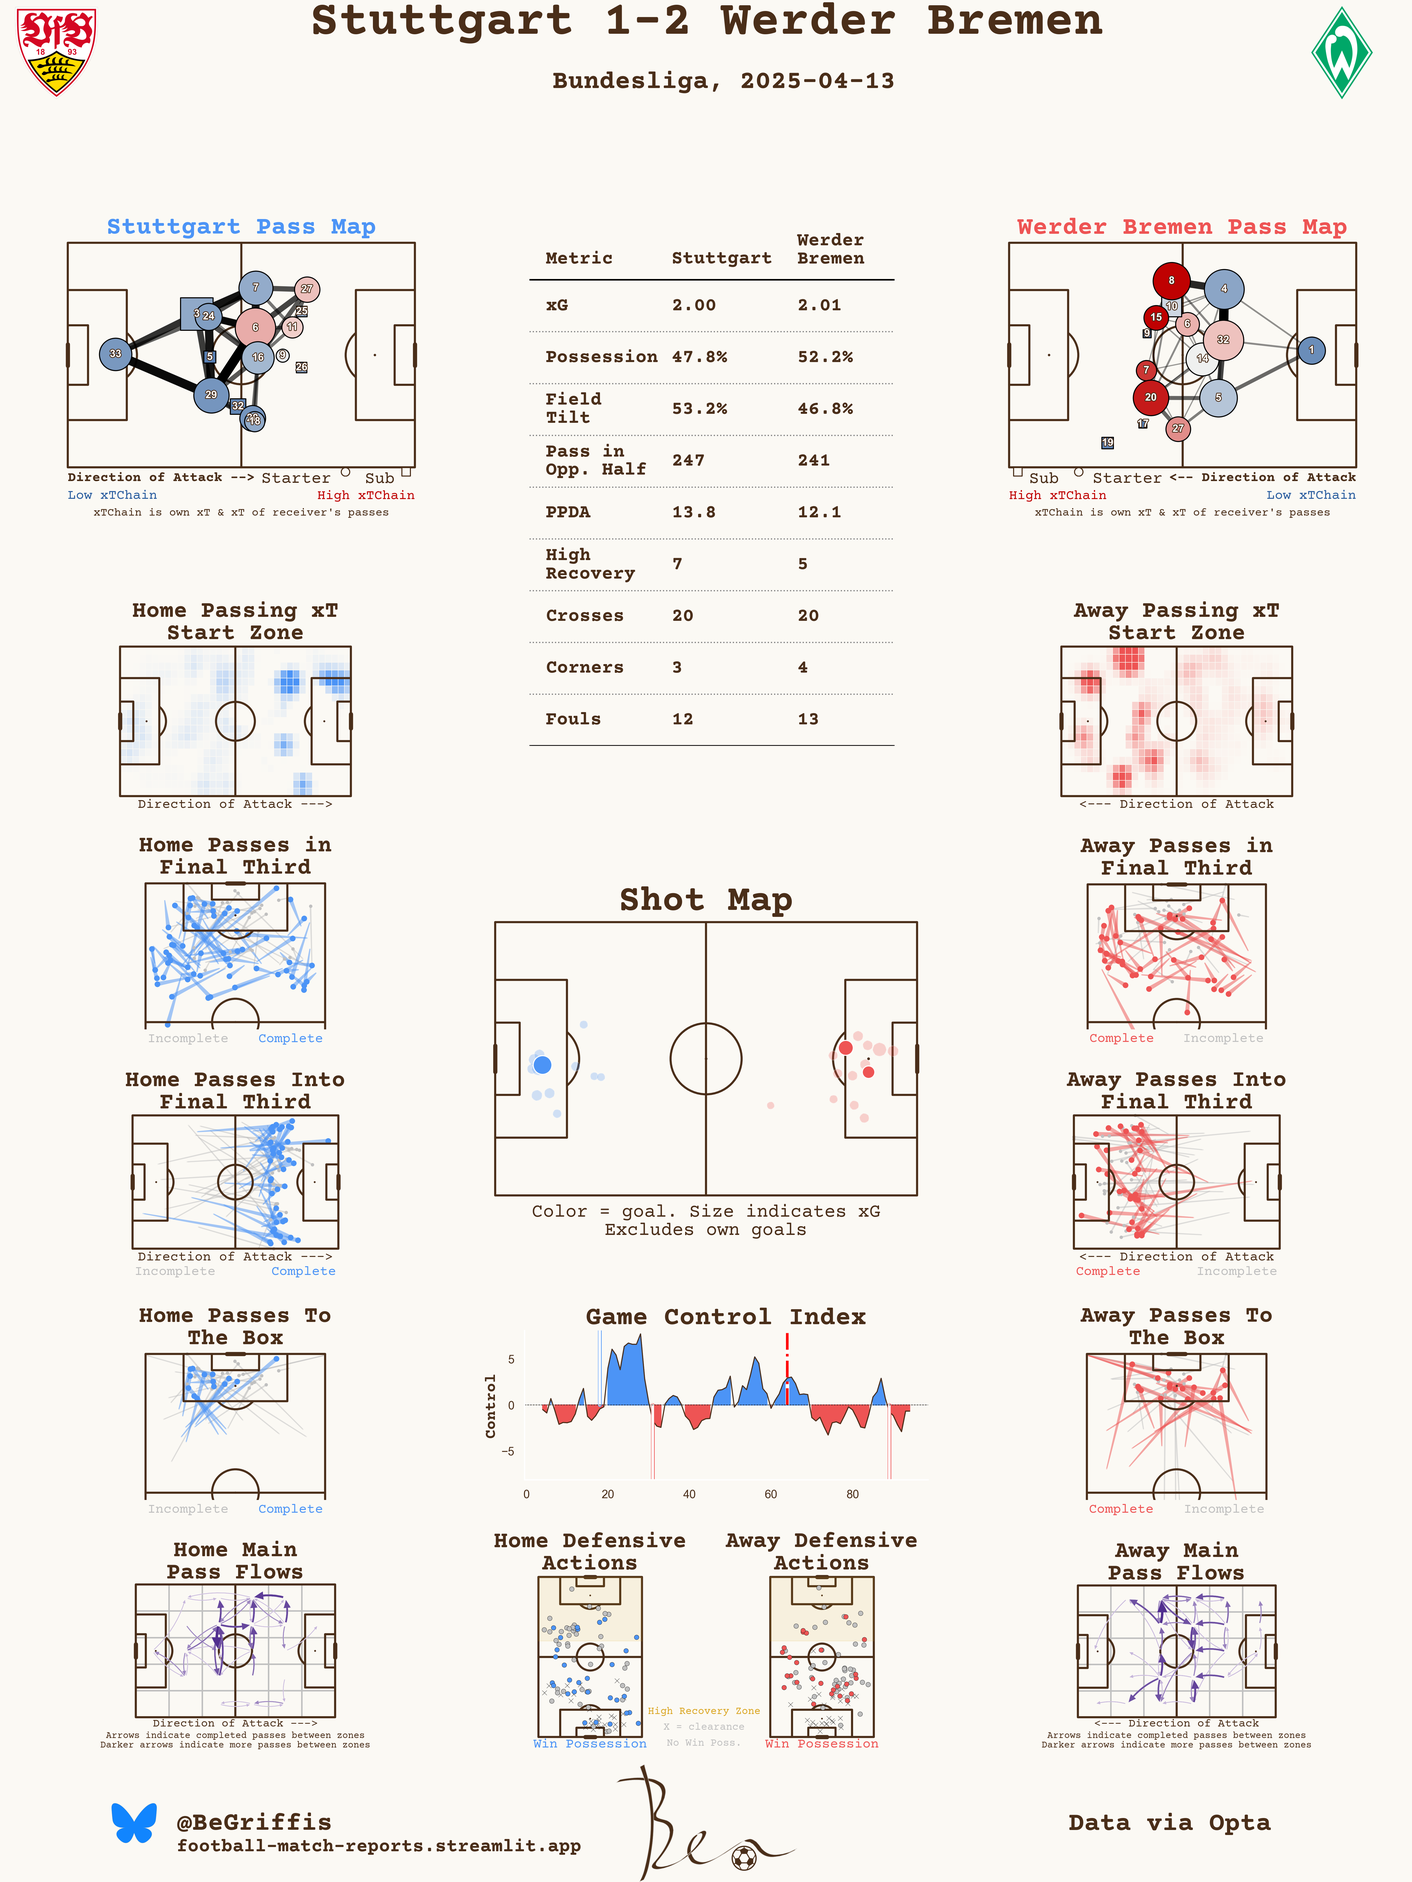 Stuttgart 1-2 Werder Bremen
Bundesliga, 2025-04-13
VfB
18 93
W
Stuttgart Pass Map
7
27
3
24
25
6
11
33
5
16
9
26
29
32
18
Direction of Attack --> Starter Sub
Low xTChain High xTChain
xTChain is own xT & xT of receiver's passes
Metric Stuttgart Werder Bremen
xG 2.00 2.01
Possession 47.8% 52.2%
Field Tilt 53.2% 46.8%
Pass in Opp. Half 247 241
PPDA 13.8 12.1
High Recovery 7 5
Crosses 20 20
Corners 3 4
Fouls 12 13
Werder Bremen Pass Map
8
4
10
15
6
9
32
14
1
7
20
5
17
27
19
Sub Starter <-- Direction of Attack
High xTChain Low xTChain
xTChain is own xT & xT of receiver's passes
Home Passing xT
Start Zone
Direction of Attack --->
Away Passing xT
Start Zone
<--- Direction of Attack
Home Passes in
Final Third
Incomplete Complete
Shot Map
Color = goal. Size indicates xG
Excludes own goals
Away Passes in
Final Third
Complete Incomplete
Home Passes Into
Final Third
Direction of Attack --->
Incomplete Complete
Away Passes Into
Final Third
<--- Direction of Attack
Complete Incomplete
Home Passes To
The Box
Incomplete Complete
Game Control Index
Control
5
0
−5
0 20 40 60 80
Away Passes To
The Box
Complete Incomplete
Home Main
Pass Flows
Direction of Attack --->
Arrows indicate completed passes between zones
Darker arrows indicate more passes between zones
Home Defensive
Actions
Win Possession
High Recovery Zone
X = clearance
No Win Poss.
Away Defensive
Actions
Win Possession
Away Main
Pass Flows
<--- Direction of Attack
Arrows indicate completed passes between zones
Darker arrows indicate more passes between zones
@BeGriffis
football-match-reports.streamlit.app
Ben
Data via Opta